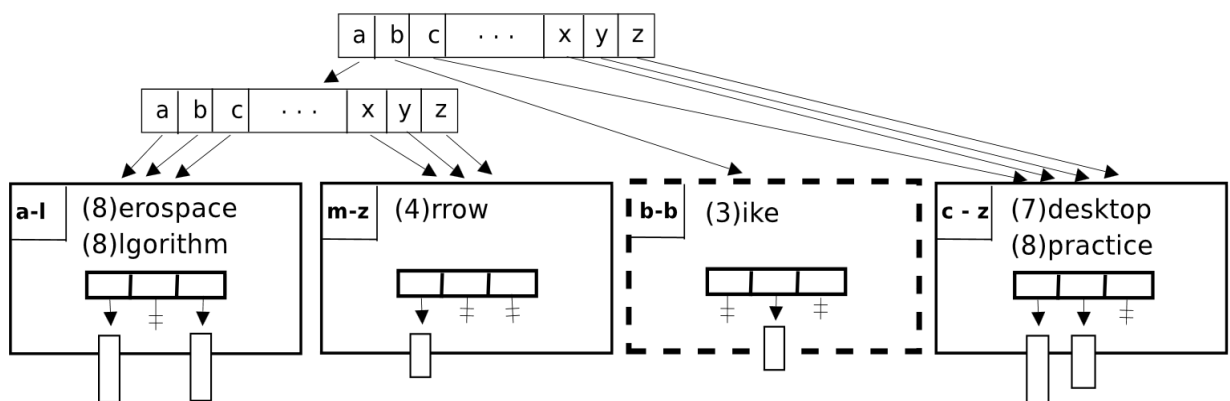 a b c . . . x y z
a b c . . . x y z
a-l
(8)erospace
(8)lgorithm
m-z
(4)rrow
b-b
(3)ike
c - z
(7)desktop
(8)practice